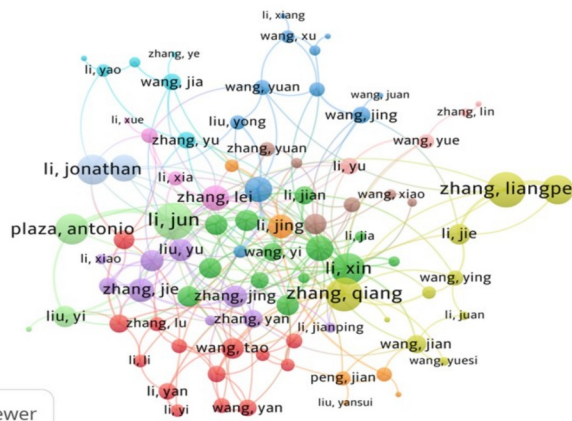 li, xiang
wang, xu
zhang, ye
li, yao
wang, jia
wang, yuan
wang, juan
wang, jing
zhang, lin
li, xue
liu, yong
zhang, yu
zhang, yuan
wang, yue
li, jonathan
li, xia
li, yu
zhang, lei
li, jian
wang, xiao
zhang, liangpe
plaza, antonio
li, jun
li, jing
li, jia
li, jie
li, xiao
liu, yu
wang, yi
li, xin
wang, ying
zhang, jie
zhang, jing
zhang, qiang
liu, yi
zhang, lu
zhang, yan
li, jianping
li, juan
li, li
wang, tao
wang, jian
wang, yuesi
li, yan
peng, jian
li, yi
wang, yan
liu, yansui
ewer